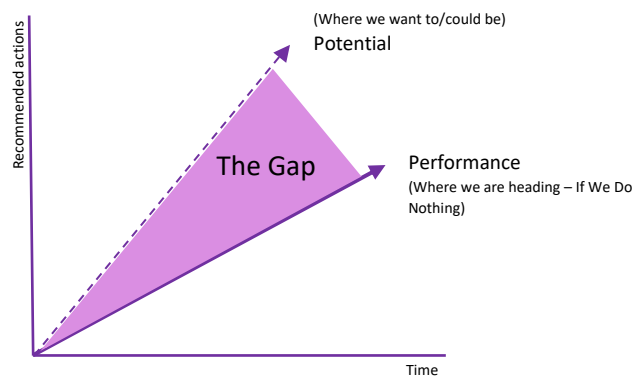 (Where we want to/could be)
Potential
Recommended actions
The Gap
Performance
(Where we are heading – If We Do
Nothing)
Time